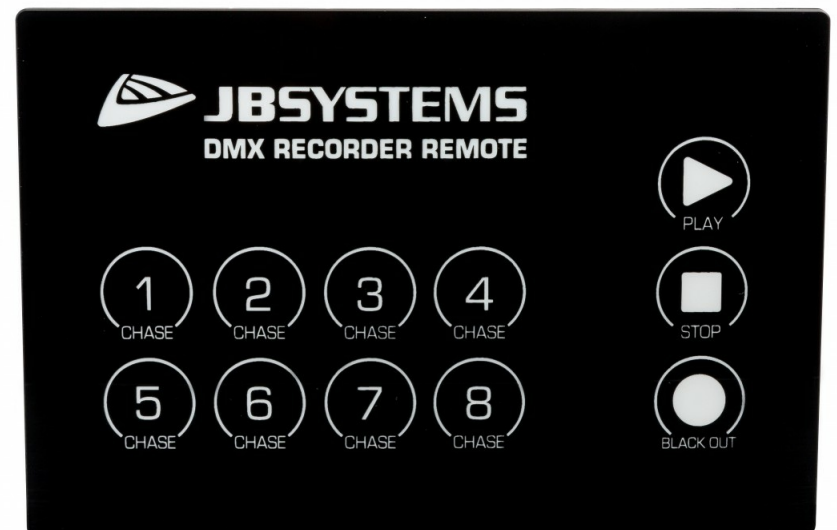 JBSYSTEMS
DMX RECORDER REMOTE
PLAY
1 2 3 4
CHASE CHASE CHASE CHASE
STOP
5 6 7 8
CHASE CHASE CHASE CHASE
BLACK OUT